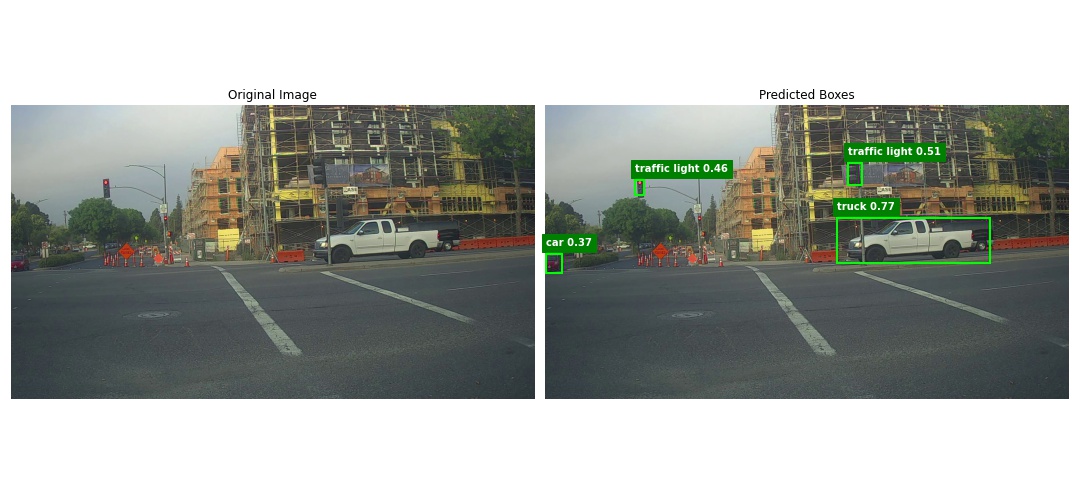 Original Image
Predicted Boxes
traffic light 0.51
traffic light 0.46
truck 0.77
car 0.37